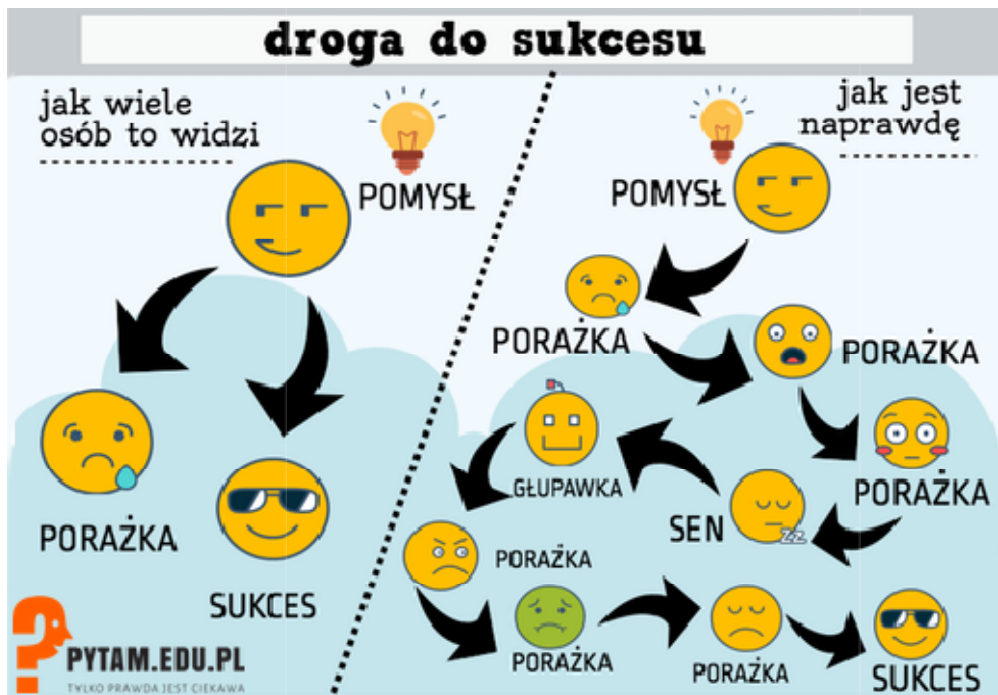 droga do sukcesu
jak wiele
osób to widzi
POMYSŁ
PORAŻKA
SUKCES
PYTAM.EDU.PL
TYLKO PRAWDA JEST CIEKAWA
jak jest
naprawdę
POMYSŁ
PORAŻKA
PORAŻKA
PORAŻKA
SEN
zz
GŁUPAWKA
PORAŻKA
PORAŻKA
PORAŻKA
SUKCES